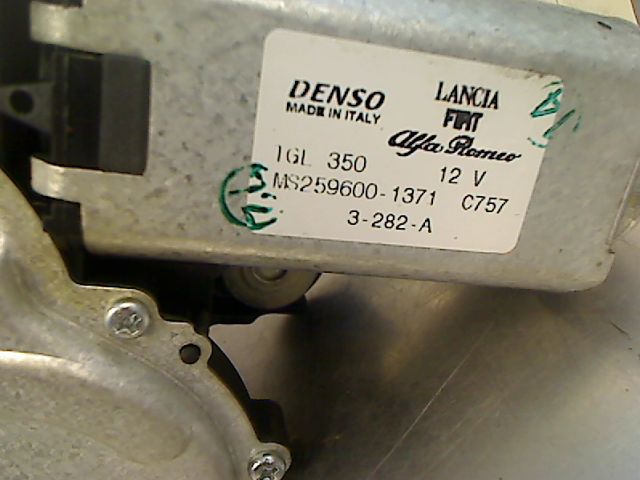 DENSO
MADE IN ITALY
LANCIA
FIAT
Alfa Romeo
TGL 350
12 V
MS259600-1371 C757
3-282-A